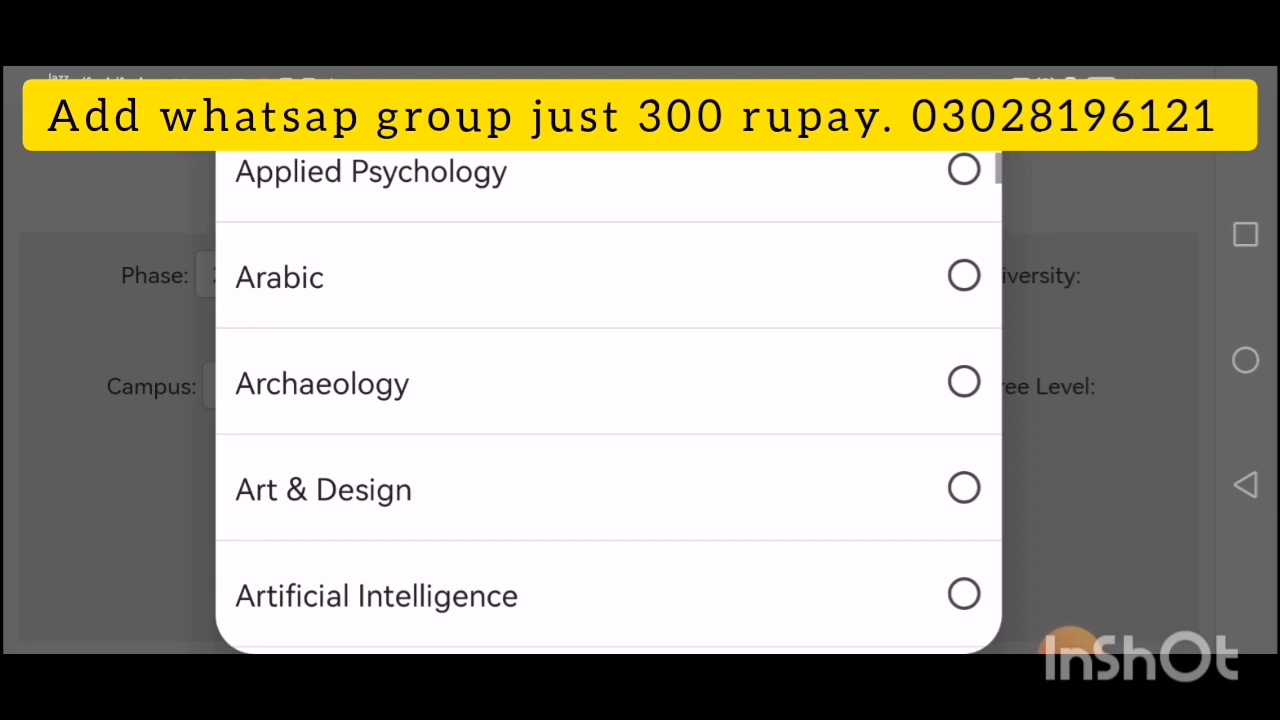 Add whatsap group just 300 rupay. 03028196121
Applied Psychology
Phase:
Arabic
iversity:
Campus:
Archaeology
ree Level:
Art & Design
Artificial Intelligence
InShOt